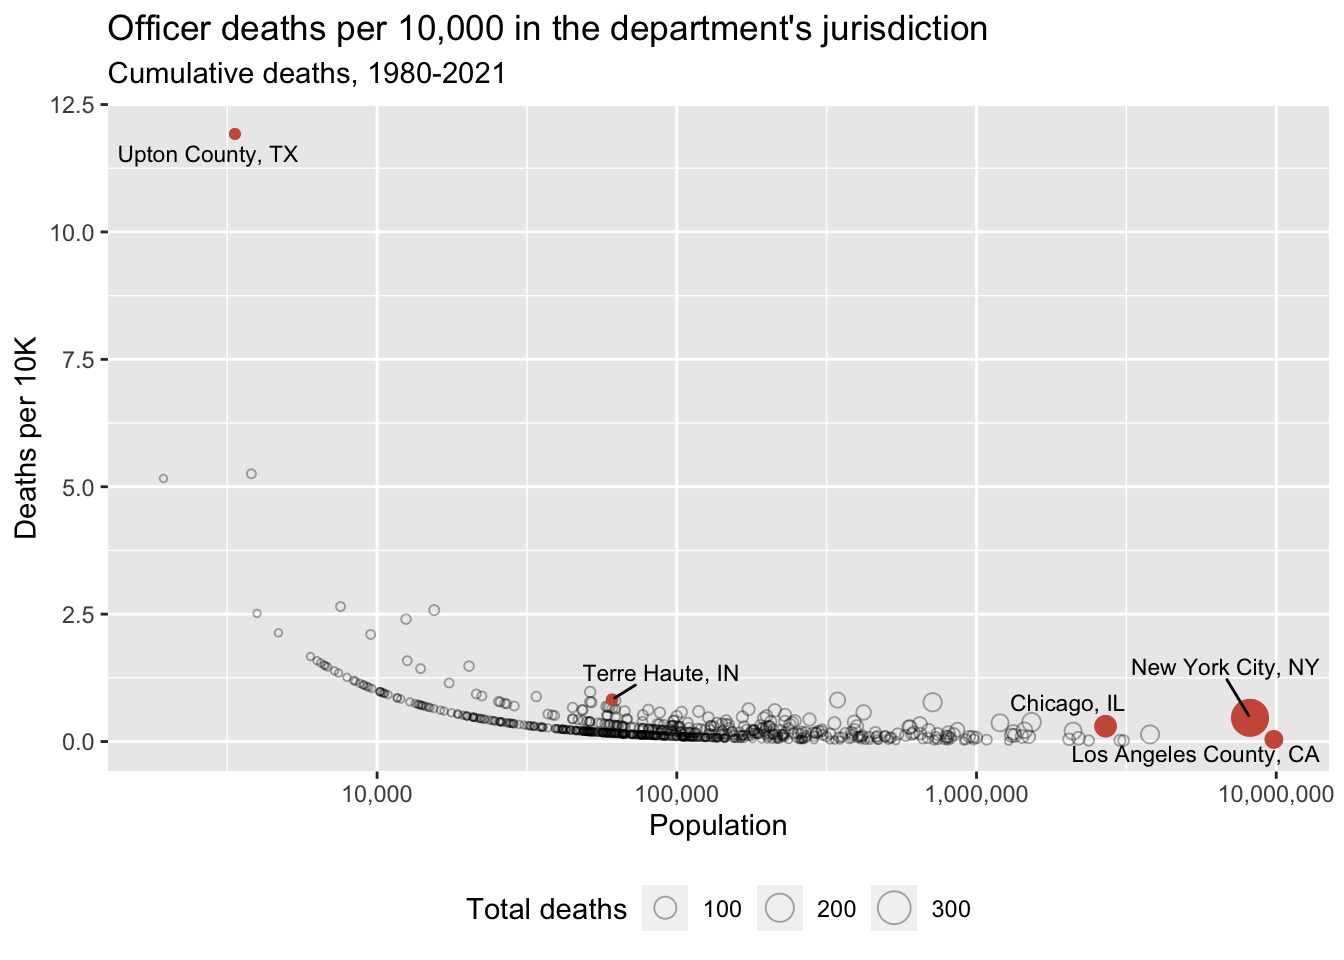 Officer deaths per 10,000 in the department's jurisdiction
Cumulative deaths, 1980-2021
12.5
Upton County, TX
10.0
7.5
Deaths per 10K
5.0
2.5
Terre Haute, IN
New York City, NY
Chicago, IL
0.0
Los Angeles County, CA
10,000
100,000
1,000,000
10,000,000
Population
Total deaths
100
200
300